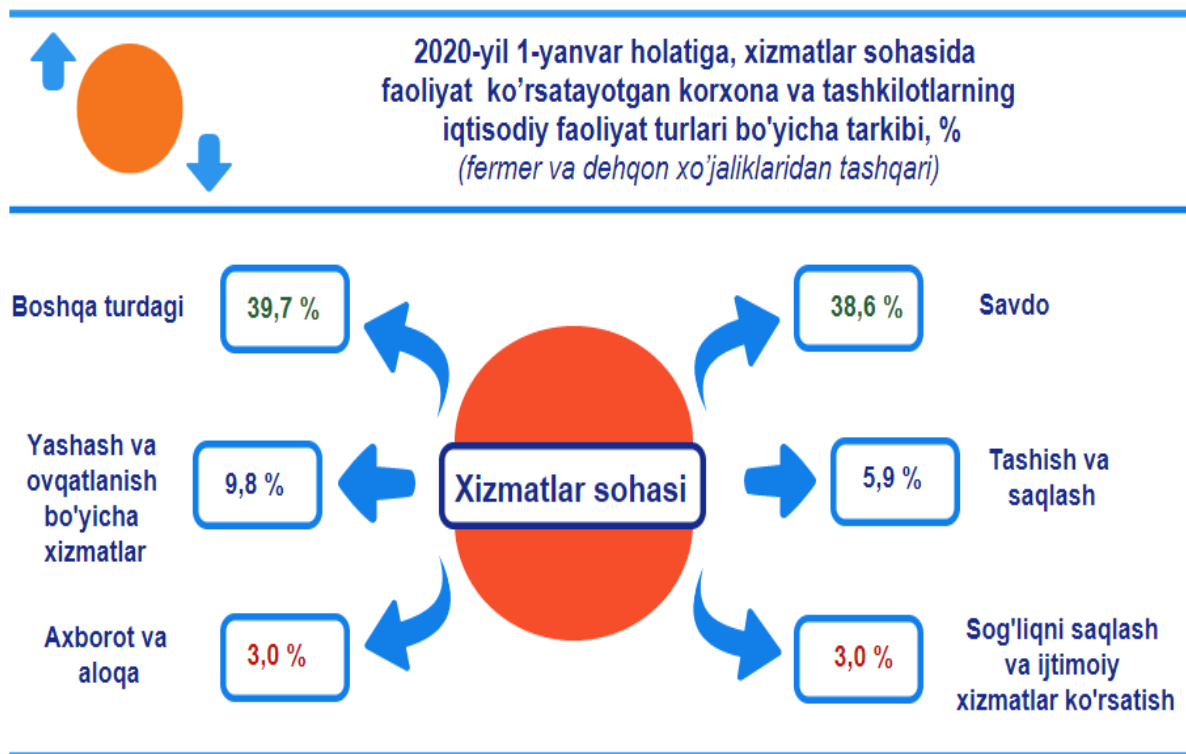 2020-yil 1-yanvar holatiga, xizmatlar sohasida
faoliyat ko’rsatayotgan korxona va tashkilotlarning
iqtisodiy faoliyat turlari bo'yicha tarkibi, %
(fermer va dehqon xo’jaliklaridan tashqari)
Boshqa turdagi
39,7 %
38,6 %
Savdo
Yashash va
ovqatlanish
bo'yicha
xizmatlar
9,8 %
Xizmatlar sohasi
5,9 %
Tashish va
saqlash
Axborot va
aloqa
3,0 %
3,0 %
Sog'liqni saqlash
va ijtimoiy
xizmatlar ko'rsatish